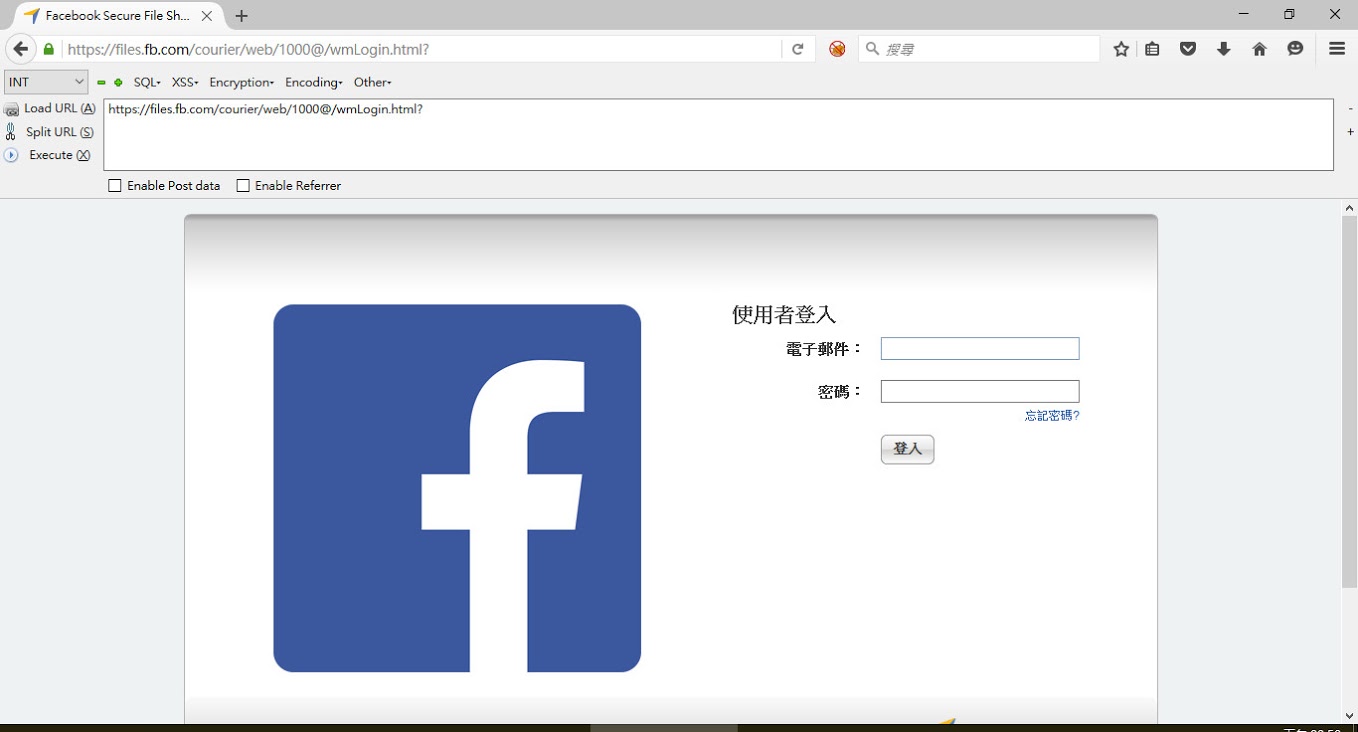 Facebook Secure File Sh...
https://files.fb.com/courier/web/1000@/wmLogin.html?
搜尋
INT
SQL
XSS
Encryption
Encoding
Other
Load URL (A)
https://files.fb.com/courier/web/1000@/wmLogin.html?
Split URL (S)
Execute (X)
Enable Post data
Enable Referrer
使用者登入
電子郵件：
密碼：
忘記密碼?
登入